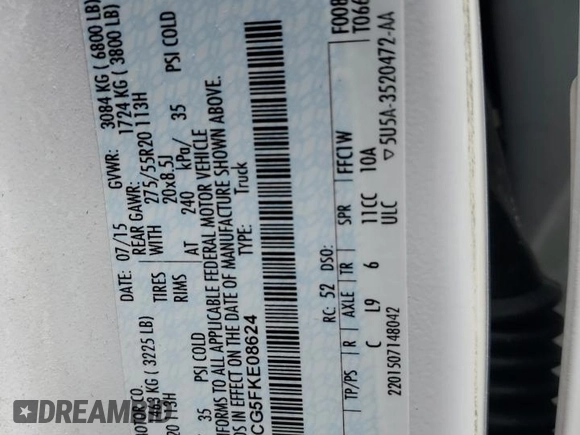 DATE: 07/15 GVWR: 3084 KG ( 6800 LB)
REAR GAWR: 1724 KG ( 3800 LB)
3225 LB) WITH 275/55R20 113H
113H TIRES 20x8.5J
RIMS
35 PSI COLD AT 240 kPa/ 35 PSI COLD
TO ALL APPLICABLE FEDERAL MOTOR VEHICLE
IN EFFECT ON THE DATE OF MANUFACTURE SHOWN ABOVE.
CG5FKE08624 TYPE: Truck
F008
RC: 52 DSO: T066
TP/PS R AXLE TR SPR FFC1W
C L9 6 11CC 10A
ULC
2201507148042 ▽5U5A-3520472-AA
DREAMBID